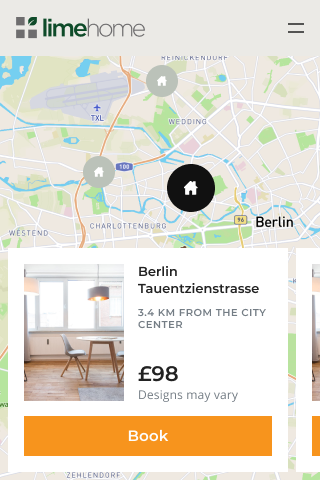 limehome
REINICKENDORF
TXL
WEDDING
100
96
Berlin
CHARLOTTENBURG
WESTEND
Berlin
Tauentzienstrasse
3.4 KM FROM THE CITY
CENTER
£98
Designs may vary
Book
ZEHLENDORF